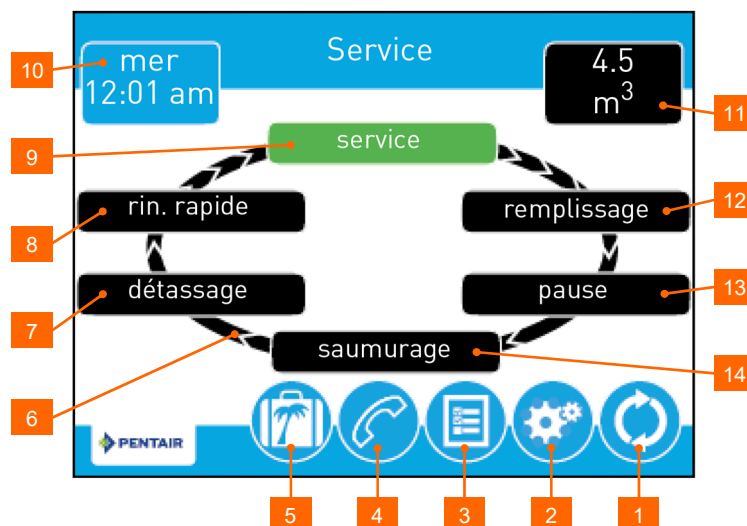 Service
10
mer
12:01 am
4.5
m³
11
9
service
8
rin. rapide
remplissage
12
7
détassage
pause
13
6
saumurage
14
PENTAIR
5
4
3
2
1